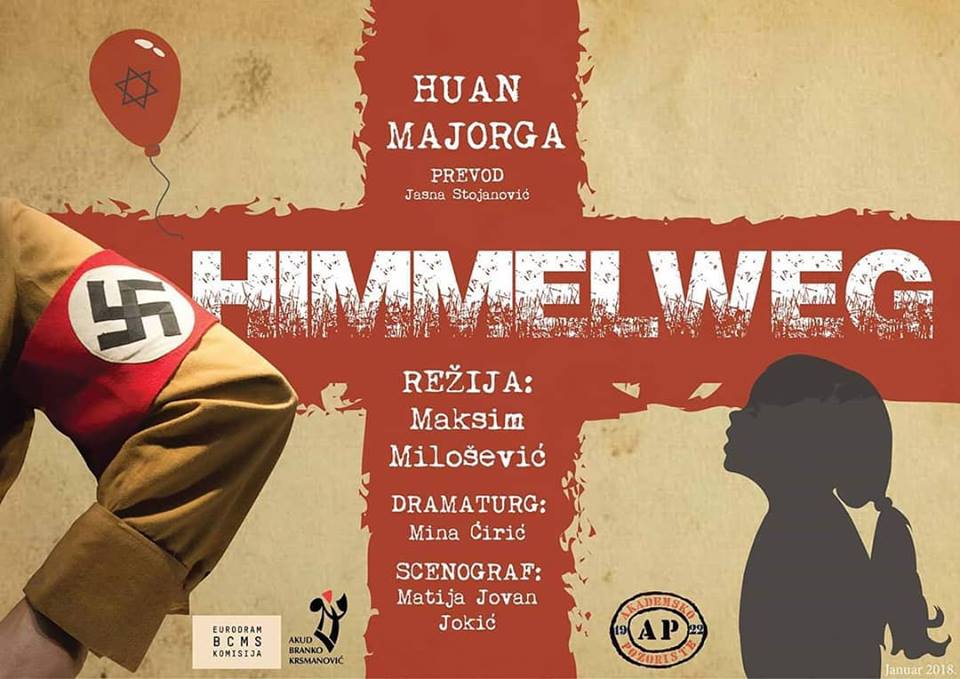 HUAN
MAJORGA
PREVOD
Jasna Stojanović
HIMMELWEG
REŽIJA:
Maksim
Milošević
DRAMATURG:
Mina Ćirić
SCENOGRAF:
Matija Jovan
Jokić
EURODRAM
BCMS
KOMISIJA
AKUD
BRANKO
KRSMANOVIĆ
AKADEMSKO
19 AP 22
POZORIŠTE
Januar 2018.